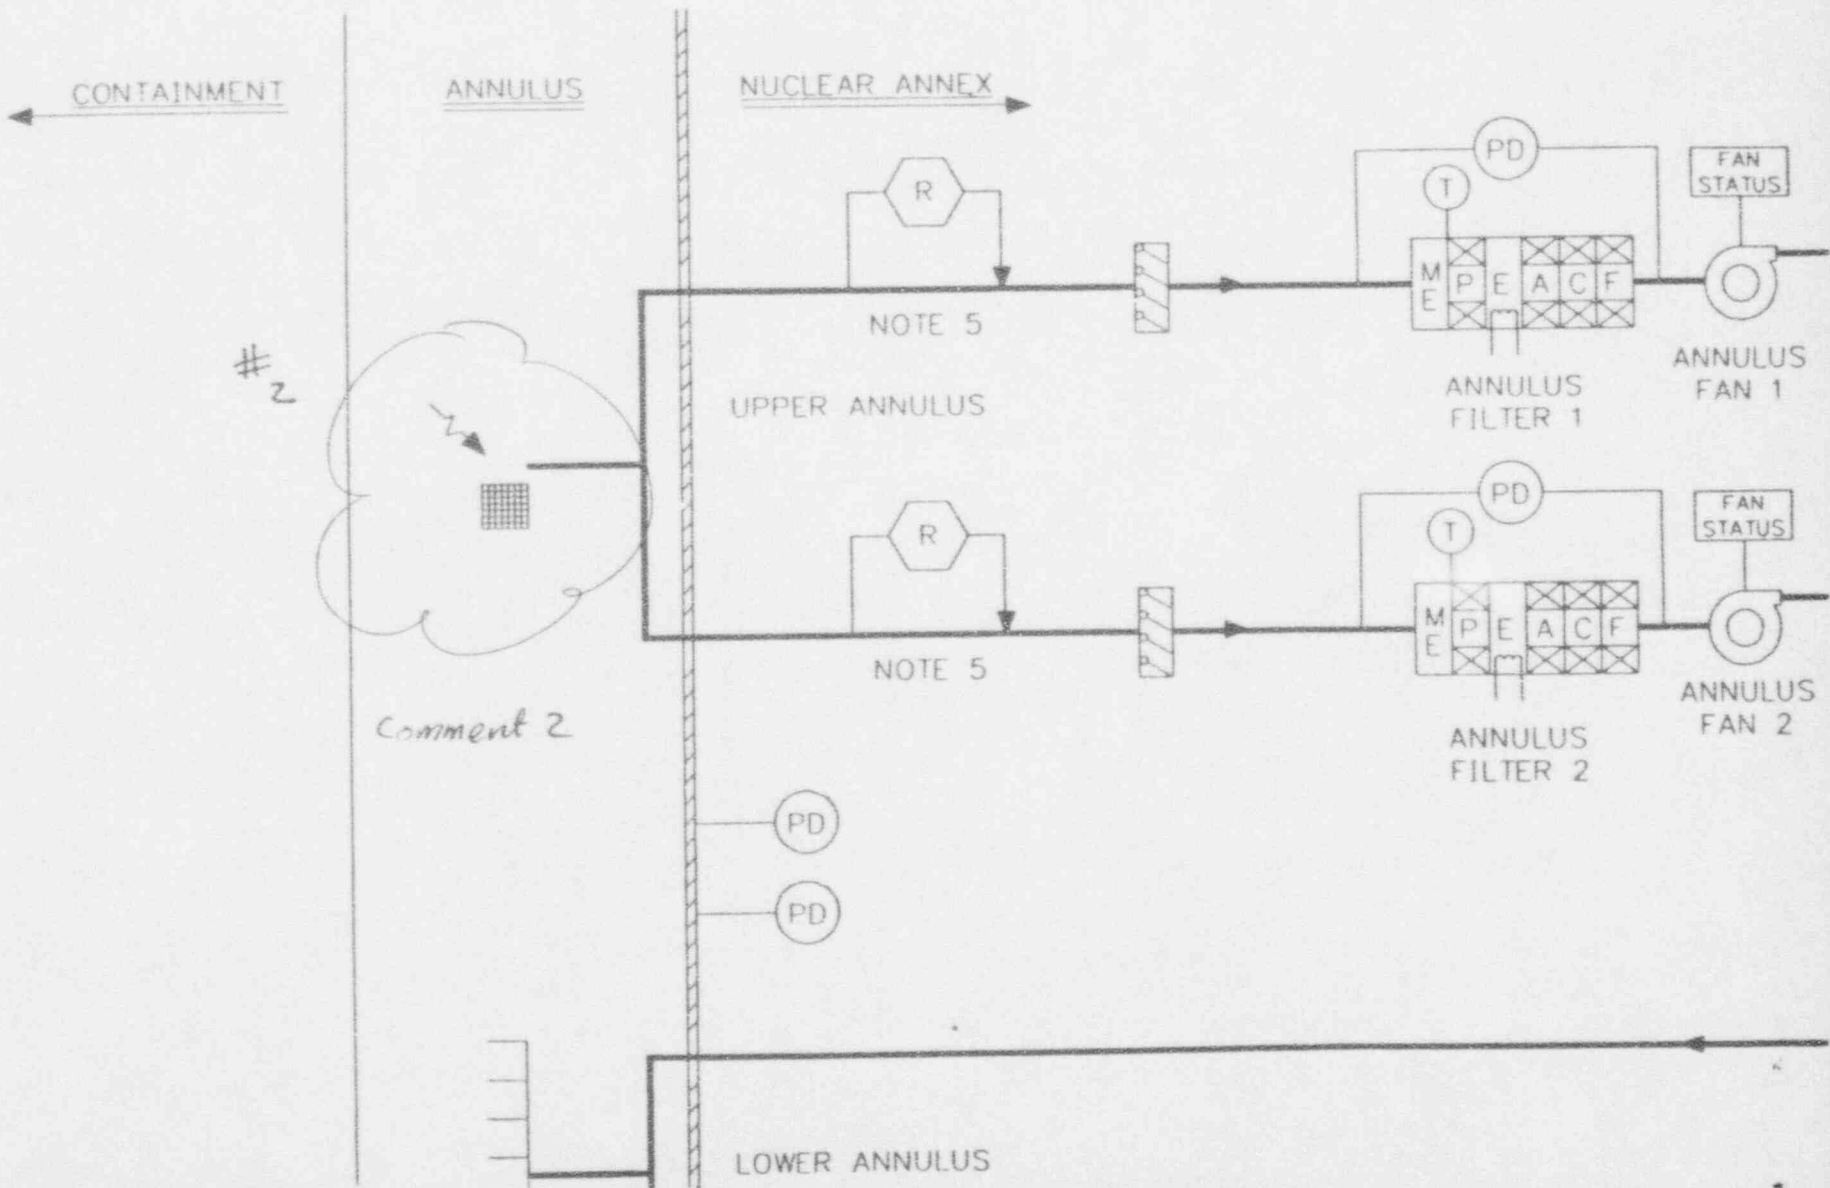 CONTAINMENT
ANNULUS
NUCLEAR ANNEX
PD
FAN
STATUS
T
R
M
E
P
E
A
C
F
NOTE 5
ANNULUS
FILTER 1
ANNULUS
FAN 1
#2
UPPER ANNULUS
PD
FAN
STATUS
T
R
M
E
P
E
A
C
F
NOTE 5
ANNULUS
FILTER 2
ANNULUS
FAN 2
Comment 2
PD
PD
LOWER ANNULUS